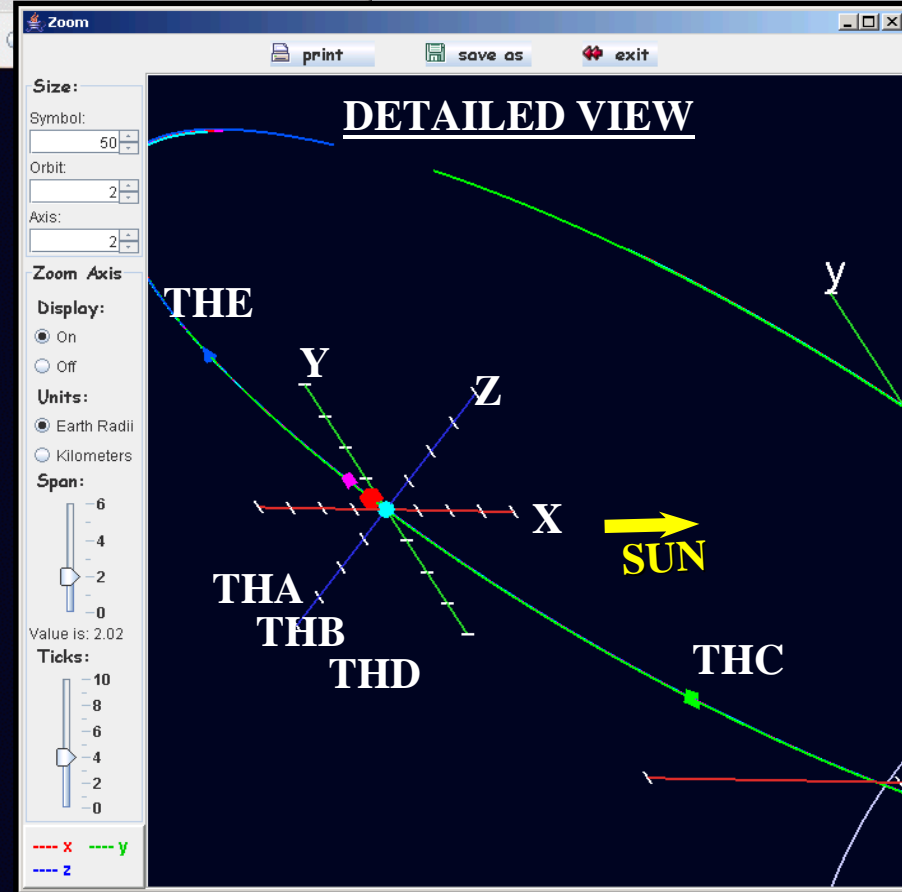 Zoom
print save as exit
Size:
Symbol:
50
Orbit:
2
Axis:
2
Zoom Axis
Display:
On
Off
Units:
Earth Radii
Kilometers
Span:
6
4
2
0
Value is: 2.02
Ticks:
10
8
6
4
2
0
---- x ---- y
---- z
DETAILED VIEW
y
THE
Y
Z
X
SUN
THA
THB
THD
THC